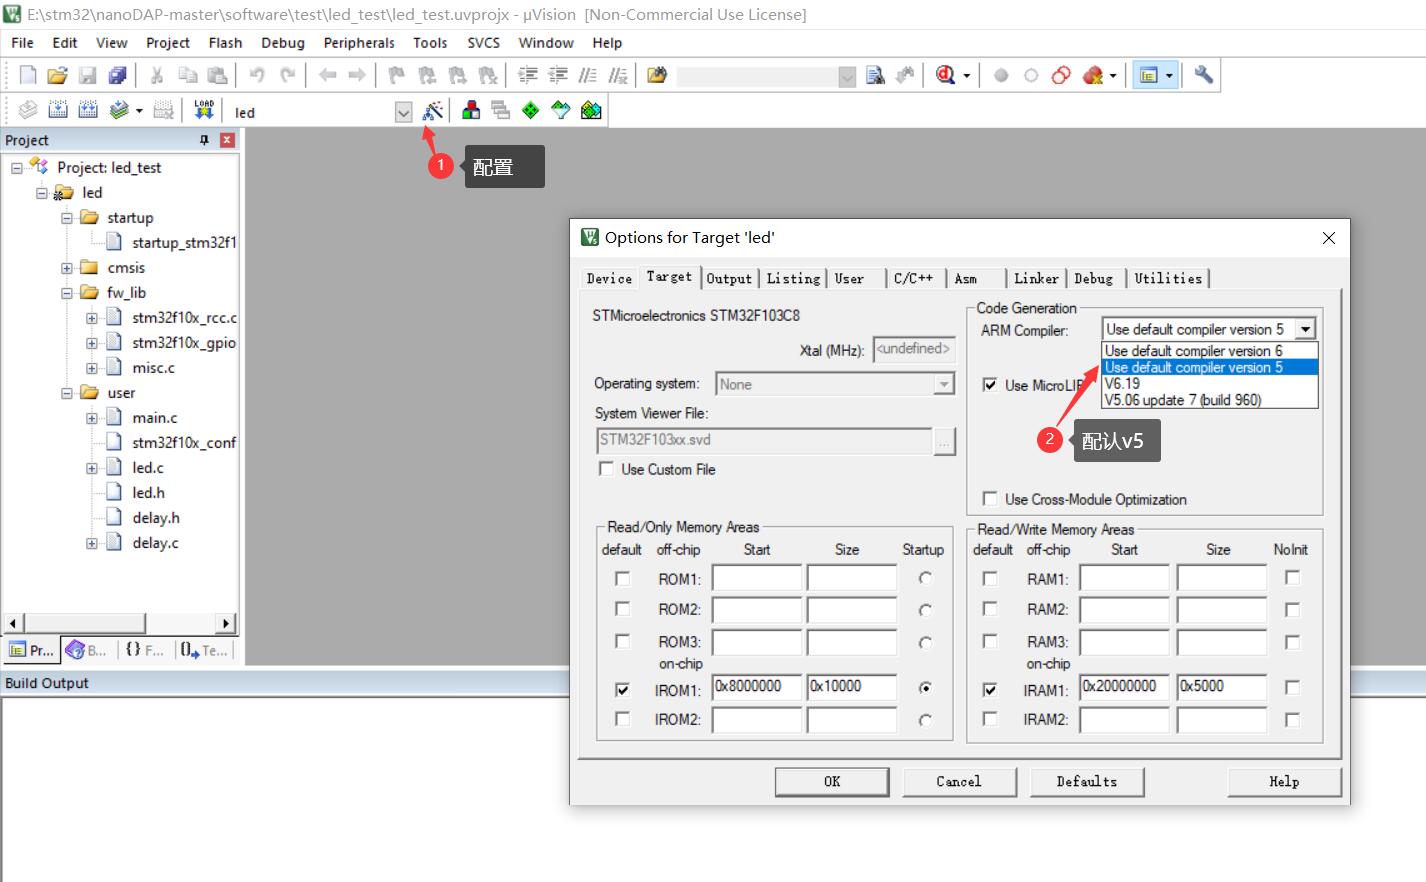 E:\stm32\nanoDAP-master\software\test\led_test\led_test.uvprojx - µVision [Non-Commercial Use License]
File Edit View Project Flash Debug Peripherals Tools SVCS Window Help
LOAD
led
Project
Project: led_test
led
startup
startup_stm32f1
cmsis
fw_lib
stm32f10x_rcc.c
stm32f10x_gpio
misc.c
user
main.c
stm32f10x_conf
led.c
led.h
delay.h
delay.c
Pr... B... {} F... Te...
Build Output
1 配置
Options for Target 'led'
Device Target Output Listing User C/C++ Asm Linker Debug Utilities
STMicroelectronics STM32F103C8
Xtal (MHz): <undefined>
Operating system: None
System Viewer File:
STM32F103xx.svd ...
Use Custom File
Code Generation
ARM Compiler: Use default compiler version 5
Use default compiler version 6
Use default compiler version 5
V6.19
V5.06 update 7 (build 960)
Use MicroLIB
2 配认v5
Use Cross-Module Optimization
Read/Only Memory Areas
default off-chip Start Size Startup
ROM1:
ROM2:
ROM3:
on-chip
IROM1: 0x8000000 0x10000
IROM2:
Read/Write Memory Areas
default off-chip Start Size NoInit
RAM1:
RAM2:
RAM3:
on-chip
IRAM1: 0x20000000 0x5000
IRAM2:
OK Cancel Defaults Help